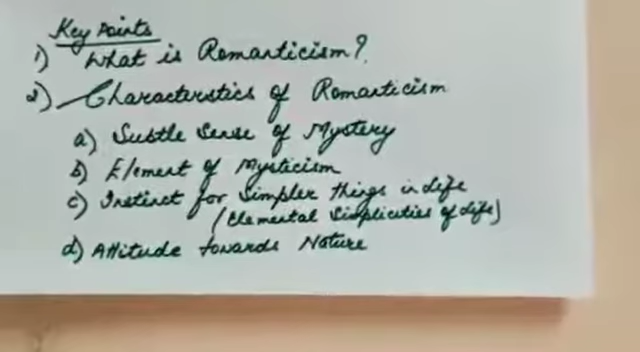 Key Points
1) What is Romanticism?
2) Characterstics of Romanticism
a) Subtle Sense of Mystery
b) Element of Mysticism
c) Instinct for Simpler things in Life
(Elemental Simplicities of Life)
d) Attitude towards Nature